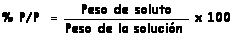 % P/P = Peso de soluto / Peso de la solución x 100